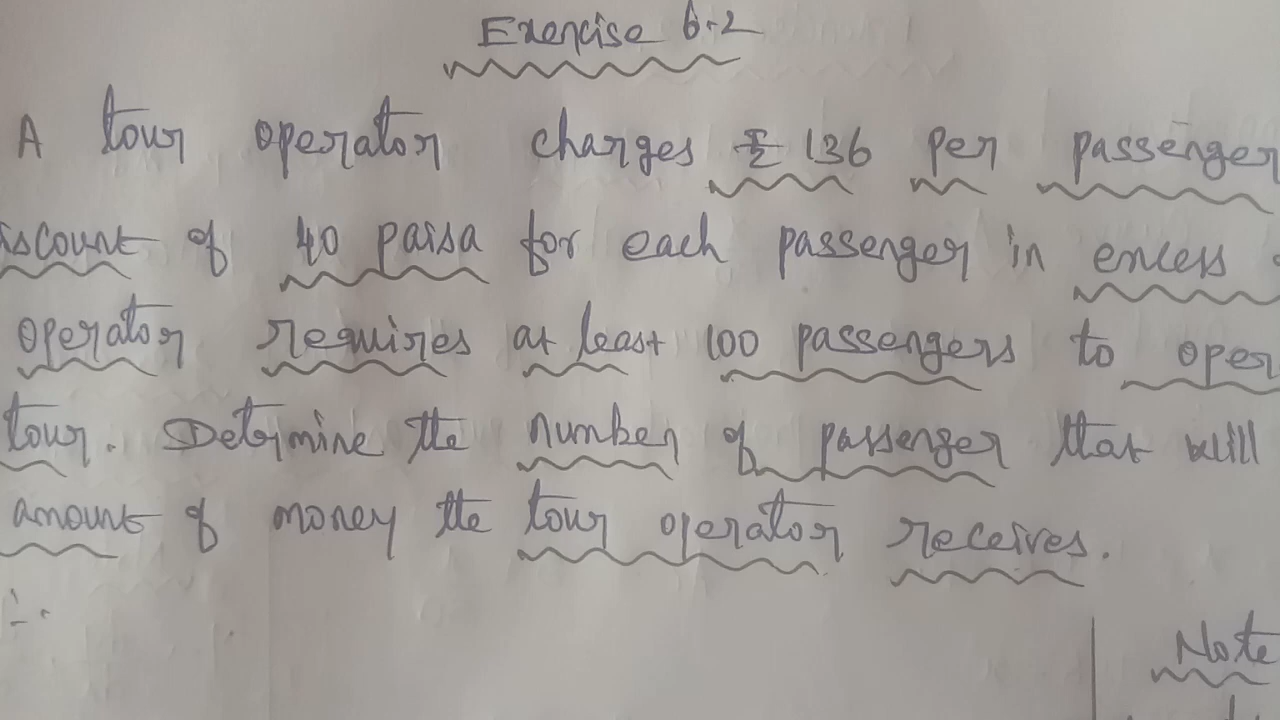 Exercise 6.2
A tour operator charges ₹ 136 per passenger
iscount of 40 paisa for each passenger in excess
operator requires at least 100 passengers to oper
tour. Determine the number of passenger that will
amount of money the tour operator receives.
Note